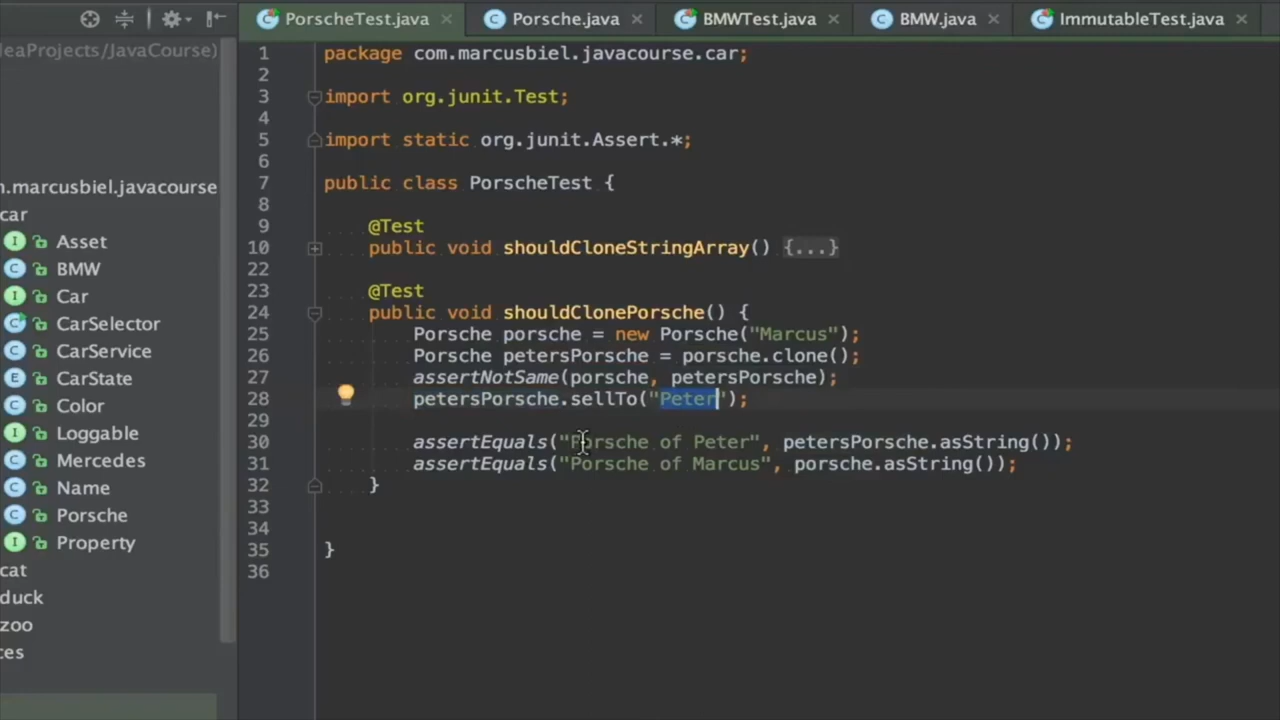 PorscheTest.java
Porsche.java
BMWTest.java
BMW.java
ImmutableTest.java
eaProjects/JavaCourse)
n.marcusbiel.javacourse
car
I Asset
C BMW
I Car
C CarSelector
C CarService
C CarState
C Color
I Loggable
C Mercedes
C Name
C Porsche
I Property
cat
duck
zoo
ces
1 package com.marcusbiel.javacourse.car;
2
3 import org.junit.Test;
4
5 import static org.junit.Assert.*;
6
7 public class PorscheTest {
8
9 @Test
10 public void shouldCloneStringArray() {...}
22
23 @Test
24 public void shouldClonePorsche() {
25 Porsche porsche = new Porsche("Marcus");
26 Porsche petersPorsche = porsche.clone();
27 assertNotSame(porsche, petersPorsche);
28 petersPorsche.sellTo("Peter");
29
30 assertEquals("Porsche of Peter", petersPorsche.asString());
31 assertEquals("Porsche of Marcus", porsche.asString());
32 }
33
34
35 }
36